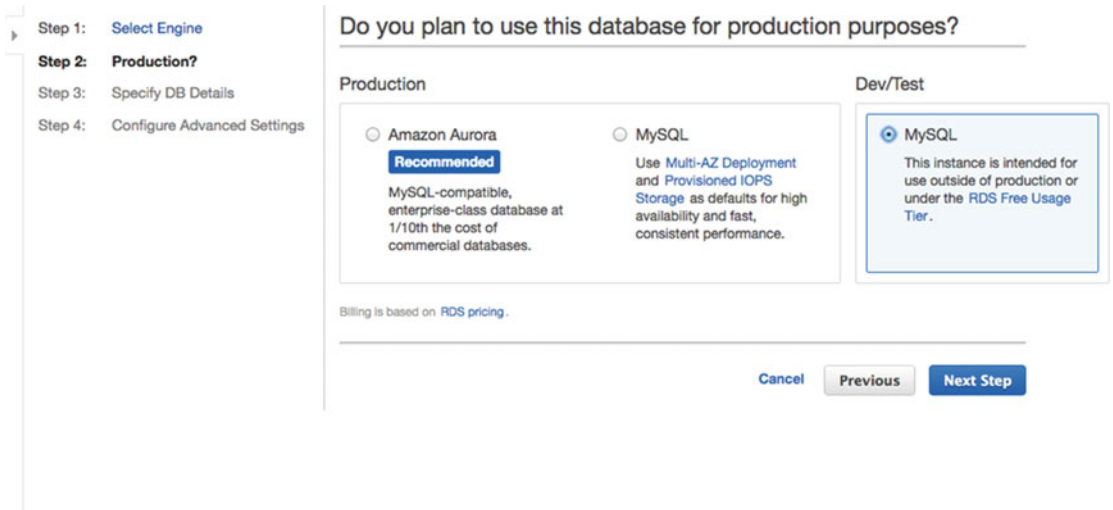 Step 1: Select Engine
Step 2: Production?
Step 3: Specify DB Details
Step 4: Configure Advanced Settings
Do you plan to use this database for production purposes?
Production
Amazon Aurora
Recommended
MySQL-compatible,
enterprise-class database at
1/10th the cost of
commercial databases.
MySQL
Use Multi-AZ Deployment
and Provisioned IOPS
Storage as defaults for high
availability and fast,
consistent performance.
Dev/Test
MySQL
This instance is intended for
use outside of production or
under the RDS Free Usage
Tier.
Billing is based on RDS pricing.
Cancel
Previous
Next Step